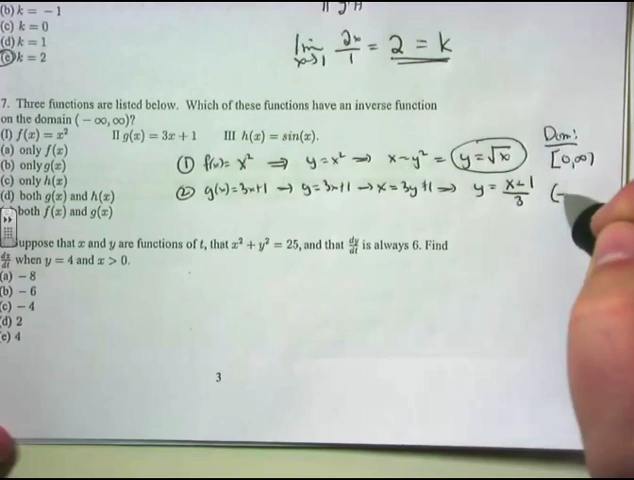 (b) k = −1
(c) k = 0
(d) k = 1
(e) k = 2
lim x→1 2x/1 = 2 = k
7. Three functions are listed below. Which of these functions have an inverse function
on the domain (−∞, ∞)?
(I) f(x) = x² II g(x) = 3x + 1 III h(x) = sin(x).
Dom:
(a) only f(x)
① f(x) = x² ⇒ y = x² → x = y² = y = √x [0,∞)
(b) only g(x)
(c) only h(x)
② g(x) = 3x+1 → y = 3x+1 → x = 3y+1 → y = x−1/3 (−
(d) both g(x) and h(x)
both f(x) and g(x)
uppose that x and y are functions of t, that x² + y² = 25, and that dy/dt is always 6. Find
dx/dt when y = 4 and x > 0.
(a) − 8
(b) − 6
(c) − 4
(d) 2
(e) 4
3